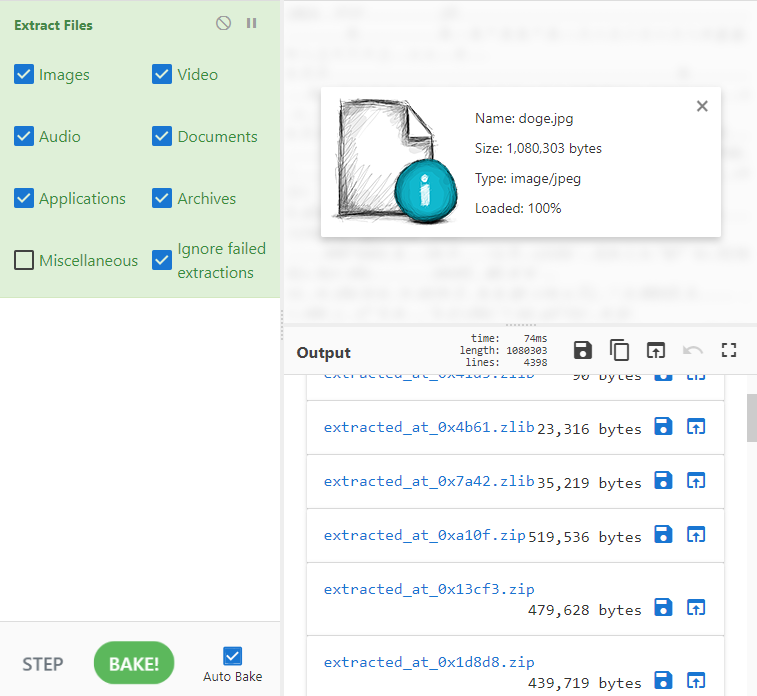 Extract Files
Images
Video
Audio
Documents
Applications
Archives
Miscellaneous
Ignore failed
extractions
Name: doge.jpg
Size: 1,080,303 bytes
Type: image/jpeg
Loaded: 100%
Output
time: 74ms
length: 1080303
lines: 4398
90 bytes
extracted_at_0x4b61.zlib 23,316 bytes
extracted_at_0x7a42.zlib 35,219 bytes
extracted_at_0xa10f.zip 519,536 bytes
extracted_at_0x13cf3.zip
479,628 bytes
extracted_at_0x1d8d8.zip
439,719 bytes
STEP
BAKE!
Auto Bake